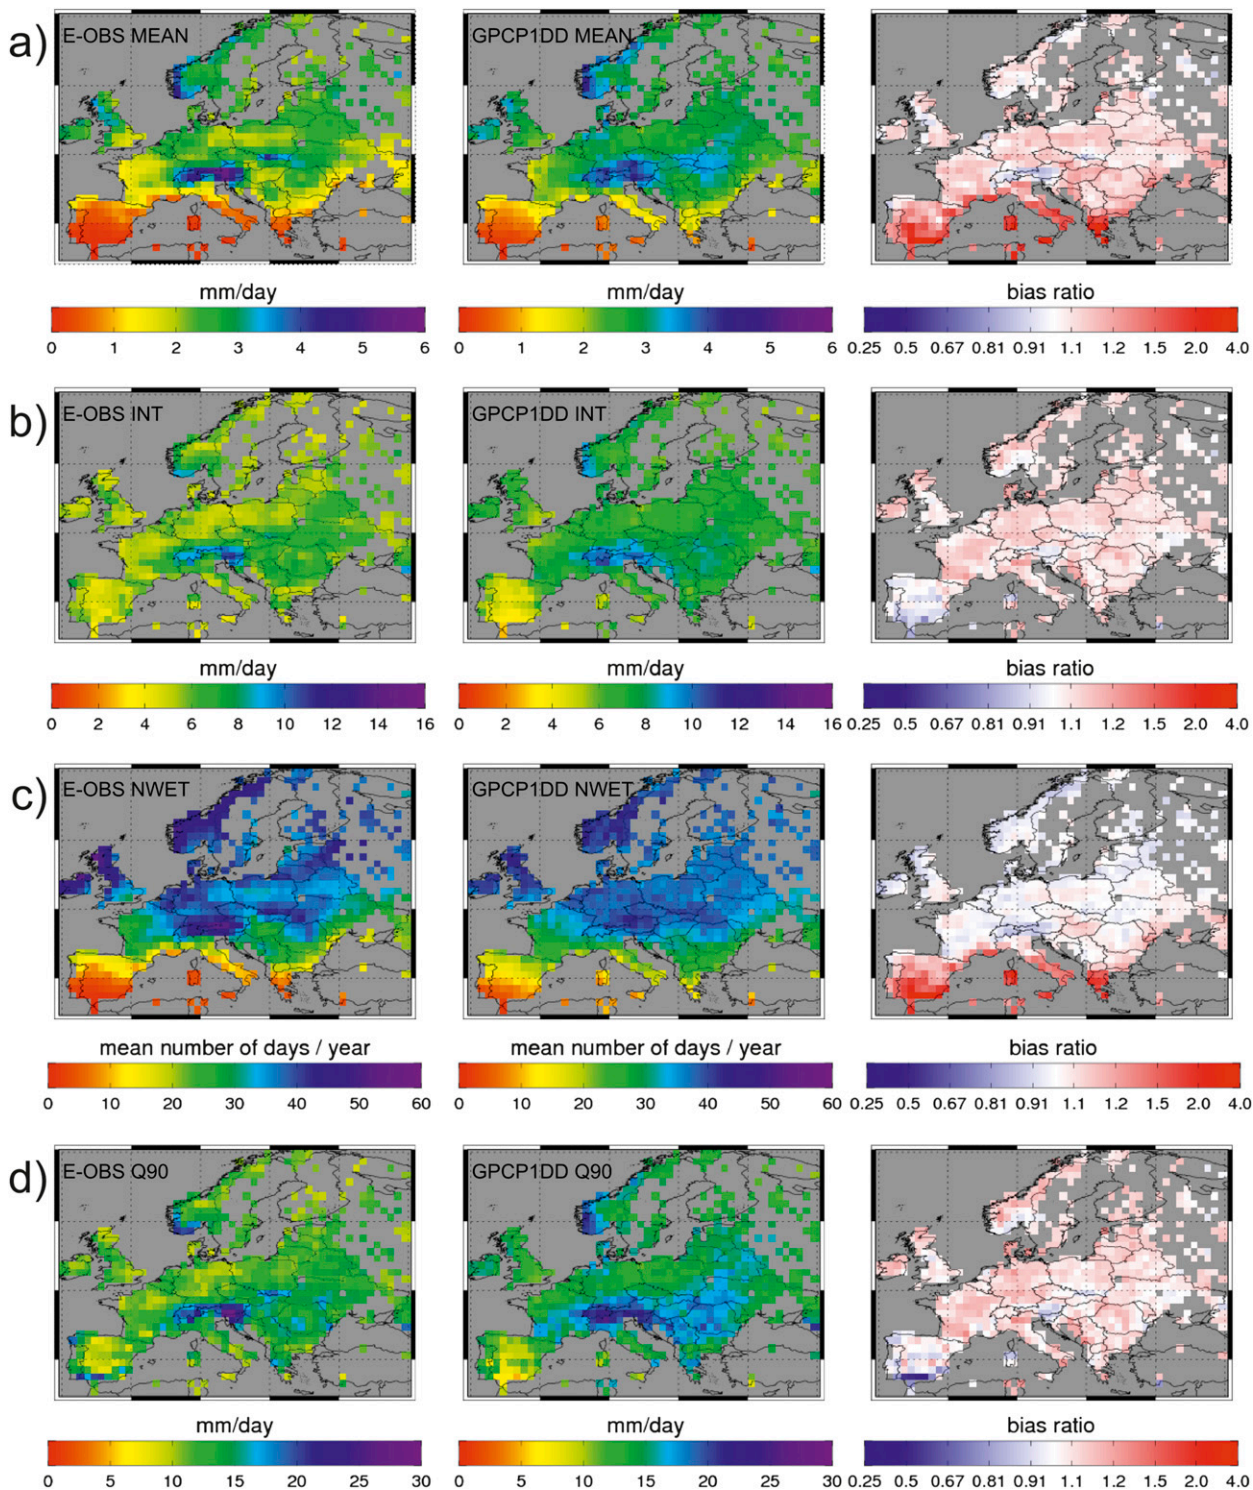 a)
E-OBS MEAN
GPCP1DD MEAN
mm/day
mm/day
bias ratio
0 1 2 3 4 5 6
0 1 2 3 4 5 6
0.25 0.5 0.67 0.81 0.91 1.1 1.2 1.5 2.0 4.0
b)
E-OBS INT
GPCP1DD INT
mm/day
mm/day
bias ratio
0 2 4 6 8 10 12 14 16
0 2 4 6 8 10 12 14 16
0.25 0.5 0.67 0.81 0.91 1.1 1.2 1.5 2.0 4.0
c)
E-OBS NWET
GPCP1DD NWET
mean number of days / year
mean number of days / year
bias ratio
0 10 20 30 40 50 60
0 10 20 30 40 50 60
0.25 0.5 0.67 0.81 0.91 1.1 1.2 1.5 2.0 4.0
d)
E-OBS Q90
GPCP1DD Q90
mm/day
mm/day
bias ratio
0 5 10 15 20 25 30
0 5 10 15 20 25 30
0.25 0.5 0.67 0.81 0.91 1.1 1.2 1.5 2.0 4.0